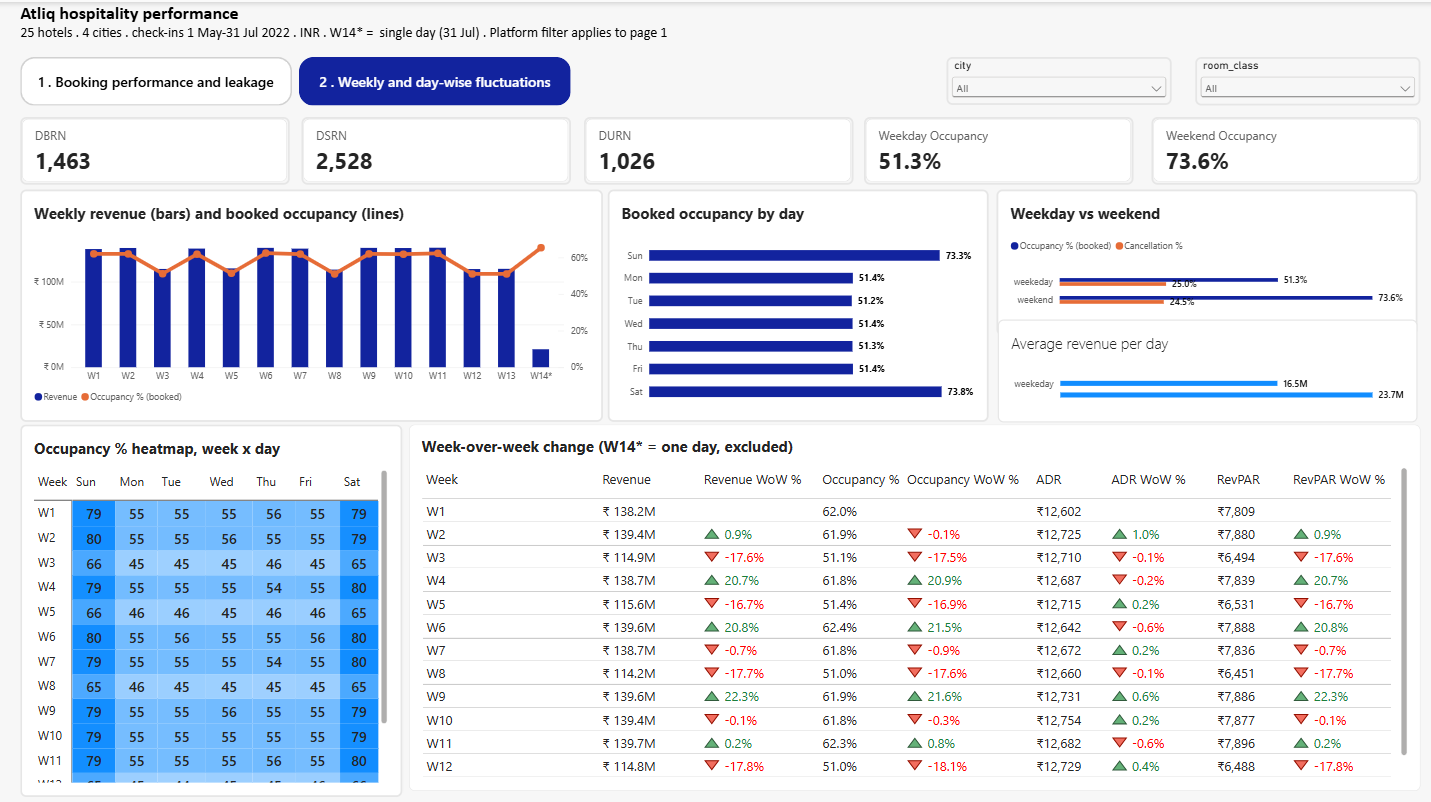 Atliq hospitality performance
25 hotels . 4 cities . check-ins 1 May-31 Jul 2022 . INR . W14* = single day (31 Jul) . Platform filter applies to page 1
1 . Booking performance and leakage
2 . Weekly and day-wise fluctuations
city
All
room_class
All
DBRN
1,463
DSRN
2,528
DURN
1,026
Weekday Occupancy
51.3%
Weekend Occupancy
73.6%
Weekly revenue (bars) and booked occupancy (lines)
₹ 100M
₹ 50M
₹ 0M
60%
40%
20%
0%
W1 W2 W3 W4 W5 W6 W7 W8 W9 W10 W11 W12 W13 W14*
Revenue Occupancy % (booked)
Booked occupancy by day
Sun 73.3%
Mon 51.4%
Tue 51.2%
Wed 51.4%
Thu 51.3%
Fri 51.4%
Sat 73.8%
Weekday vs weekend
Occupancy % (booked) Cancellation %
weekeday 51.3% 25.0%
weekend 73.6% 24.5%
Average revenue per day
weekeday 16.5M
23.7M
Occupancy % heatmap, week x day
Week Sun Mon Tue Wed Thu Fri Sat
W1 79 55 55 55 56 55 79
W2 80 55 55 56 55 55 79
W3 66 45 45 45 46 45 65
W4 79 55 55 55 54 55 80
W5 66 46 46 45 46 46 65
W6 80 55 56 55 55 56 80
W7 79 55 55 55 54 55 80
W8 65 46 45 45 45 45 65
W9 79 55 55 56 55 55 79
W10 79 55 55 55 55 55 79
W11 79 55 55 55 56 55 80
Week-over-week change (W14* = one day, excluded)
Week Revenue Revenue WoW % Occupancy % Occupancy WoW % ADR ADR WoW % RevPAR RevPAR WoW %
W1 ₹ 138.2M 62.0% ₹12,602 ₹7,809
W2 ₹ 139.4M 0.9% 61.9% -0.1% ₹12,725 1.0% ₹7,880 0.9%
W3 ₹ 114.9M -17.6% 51.1% -17.5% ₹12,710 -0.1% ₹6,494 -17.6%
W4 ₹ 138.7M 20.7% 61.8% 20.9% ₹12,687 -0.2% ₹7,839 20.7%
W5 ₹ 115.6M -16.7% 51.4% -16.9% ₹12,715 0.2% ₹6,531 -16.7%
W6 ₹ 139.6M 20.8% 62.4% 21.5% ₹12,642 -0.6% ₹7,888 20.8%
W7 ₹ 138.7M -0.7% 61.8% -0.9% ₹12,672 0.2% ₹7,836 -0.7%
W8 ₹ 114.2M -17.7% 51.0% -17.6% ₹12,660 -0.1% ₹6,451 -17.7%
W9 ₹ 139.6M 22.3% 61.9% 21.6% ₹12,731 0.6% ₹7,886 22.3%
W10 ₹ 139.4M -0.1% 61.8% -0.3% ₹12,754 0.2% ₹7,877 -0.1%
W11 ₹ 139.7M 0.2% 62.3% 0.8% ₹12,682 -0.6% ₹7,896 0.2%
W12 ₹ 114.8M -17.8% 51.0% -18.1% ₹12,729 0.4% ₹6,488 -17.8%